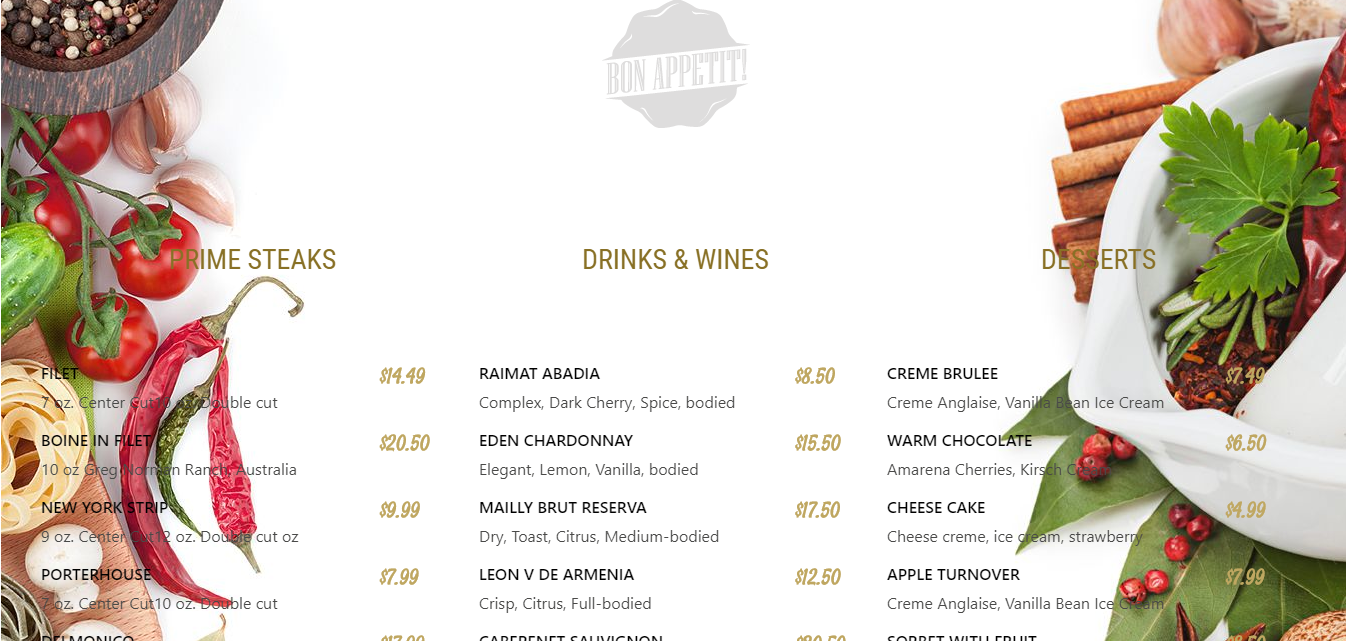 BON APPETIT!
PRIME STEAKS
FILET $14.49
7 oz. Center Cut10 oz. Double cut
BOINE IN FILET $20.50
10 oz Greg Norman Ranch, Australia
NEW YORK STRIP $9.99
9 oz. Center Cut12 oz. Double cut oz
PORTERHOUSE $7.99
7 oz. Center Cut10 oz. Double cut
DELMONICO
DRINKS & WINES
RAIMAT ABADIA $8.50
Complex, Dark Cherry, Spice, bodied
EDEN CHARDONNAY $15.50
Elegant, Lemon, Vanilla, bodied
MAILLY BRUT RESERVA $17.50
Dry, Toast, Citrus, Medium-bodied
LEON V DE ARMENIA $12.50
Crisp, Citrus, Full-bodied
CABERENET SAUVIGNON
DESSERTS
CREME BRULEE $7.49
Creme Anglaise, Vanilla Bean Ice Cream
WARM CHOCOLATE $6.50
Amarena Cherries, Kirsch Cream
CHEESE CAKE $4.99
Cheese creme, ice cream, strawberry
APPLE TURNOVER $7.99
Creme Anglaise, Vanilla Bean Ice Cream
SORBET WITH FRUIT